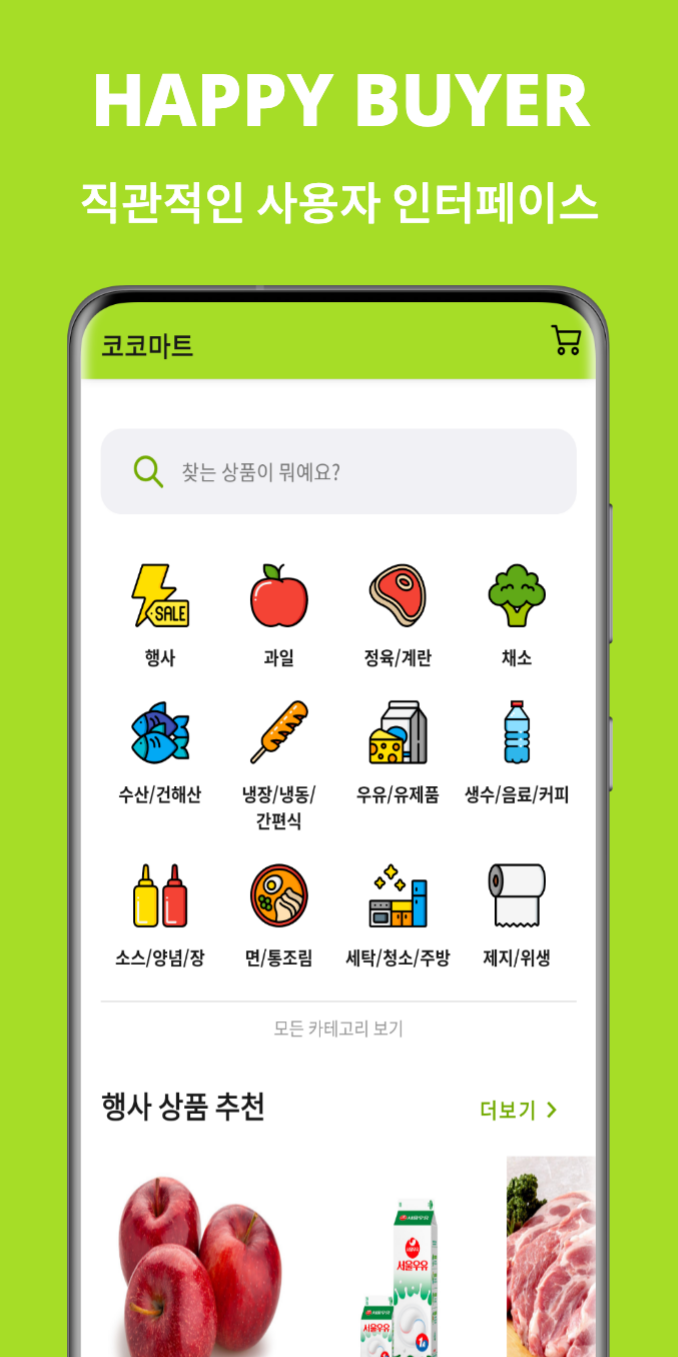 HAPPY BUYER
직관적인 사용자 인터페이스
코코마트
찾는 상품이 뭐예요?
SALE
행사
과일
정육/계란
채소
수산/건해산
냉장/냉동/
간편식
우유/유제품
생수/음료/커피
소스/양념/장
면/통조림
세탁/청소/주방
제지/위생
모든 카테고리 보기
행사 상품 추천
더보기
서울우유
서울우유